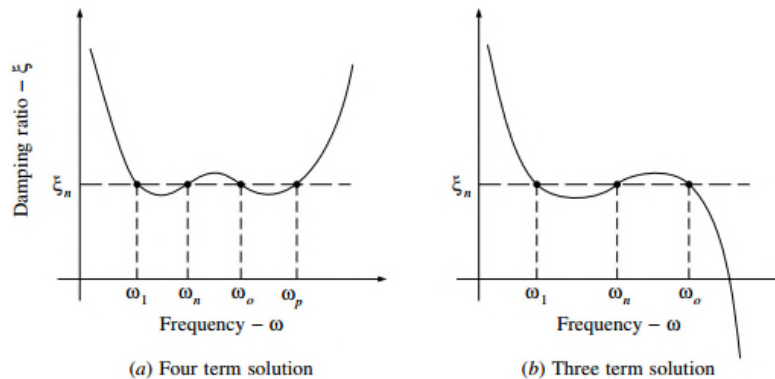 Damping ratio – ξ
ξn
ω1 ωn ωo ωp
Frequency – ω
(a) Four term solution
ξn
ω1 ωn ωo
Frequency – ω
(b) Three term solution